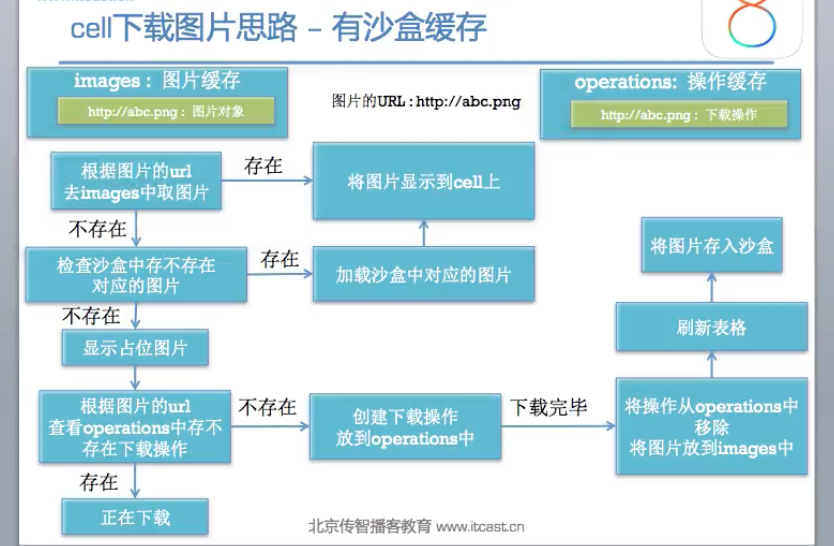 cell下载图片思路 – 有沙盒缓存
images : 图片缓存
http://abc.png : 图片对象
图片的URL : http://abc.png
operations: 操作缓存
http://abc.png : 下载操作
根据图片的url
去images中取图片
存在
将图片显示到cell上
不存在
检查沙盒中存不存在
对应的图片
存在
加载沙盒中对应的图片
将图片存入沙盒
不存在
显示占位图片
刷新表格
根据图片的url
查看operations中存不
存在下载操作
不存在
创建下载操作
放到operations中
下载完毕
将操作从operations中
移除
将图片放到images中
存在
正在下载
北京传智播客教育 www.itcast.cn